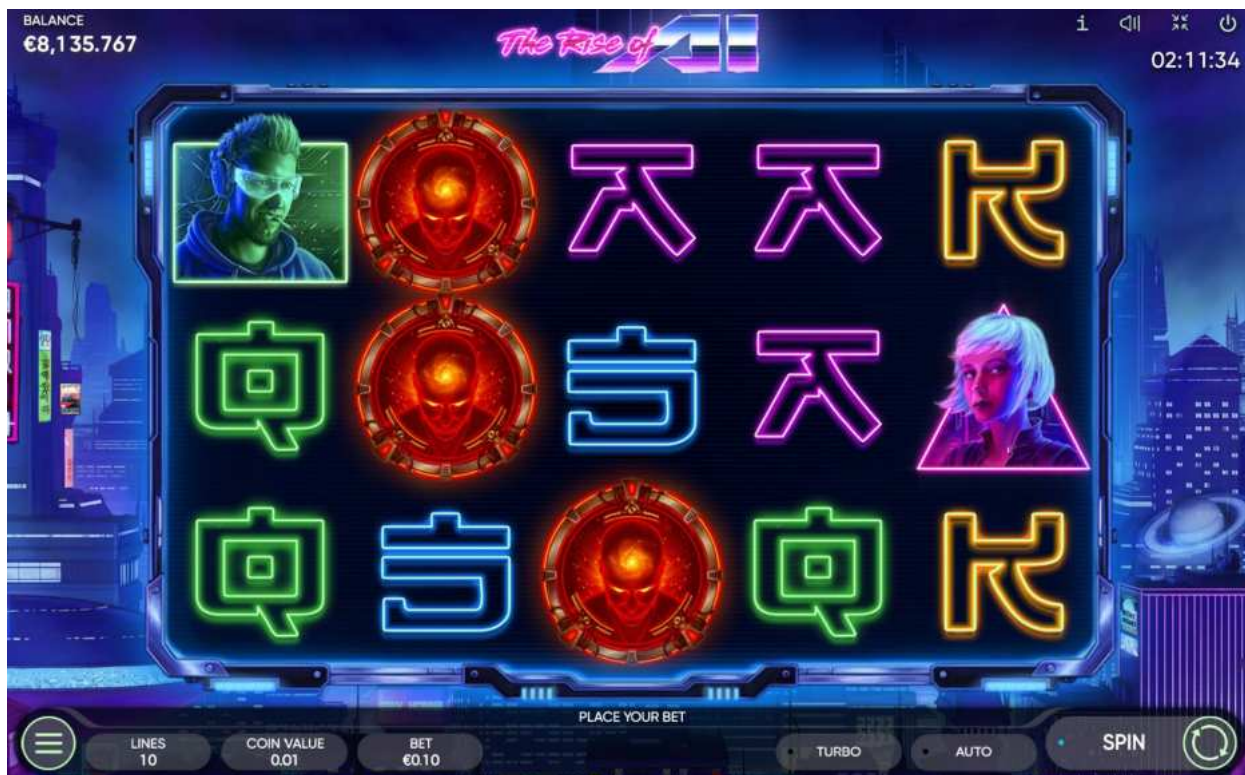 BALANCE
€8,135.767
The Rise of AI
i
02:11:34
A A K
Q J A
Q J Q K
PLACE YOUR BET
LINES
10
COIN VALUE
0.01
BET
€0.10
TURBO
AUTO
SPIN